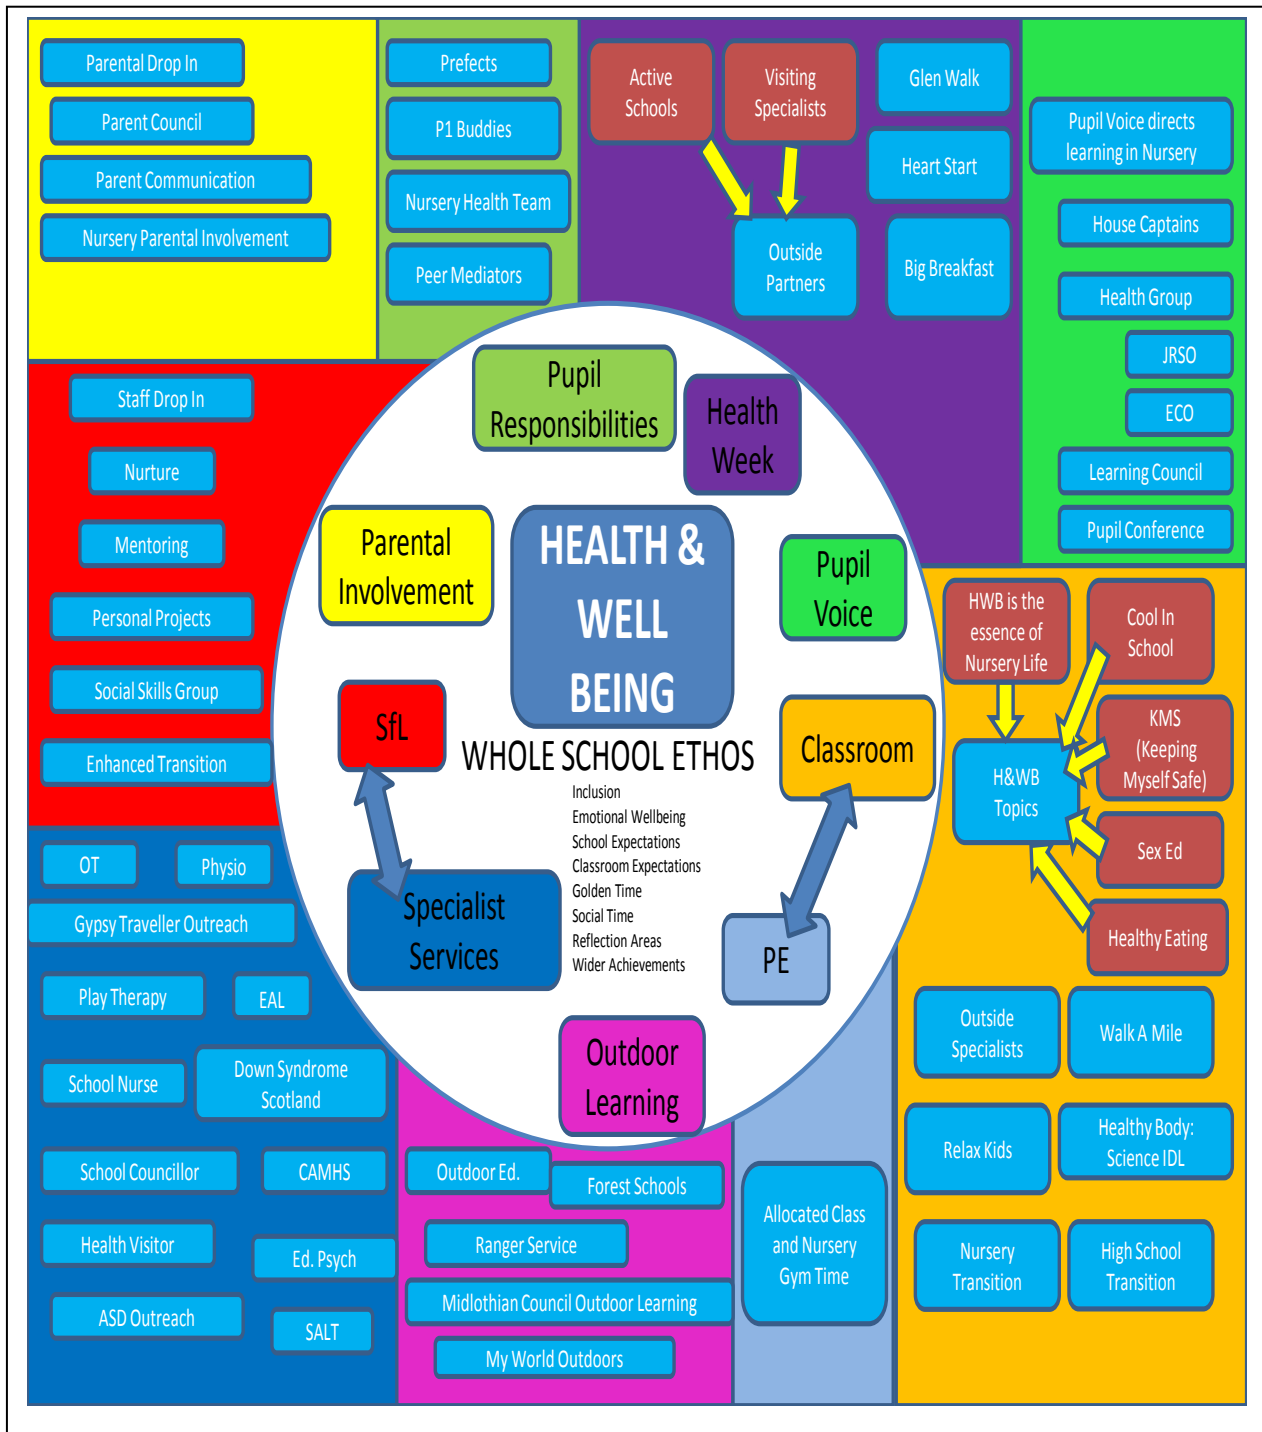 Parental Drop In
Parent Council
Parent Communication
Nursery Parental Involvement
Prefects
P1 Buddies
Nursery Health Team
Peer Mediators
Active
Schools
Visiting
Specialists
Outside
Partners
Glen Walk
Heart Start
Big Breakfast
Pupil Voice directs
learning in Nursery
House Captains
Health Group
JRSO
ECO
Learning Council
Pupil Conference
Staff Drop In
Nurture
Mentoring
Personal Projects
Social Skills Group
Enhanced Transition
Pupil
Responsibilities
Health
Week
Parental
Involvement
HEALTH &
WELL
BEING
Pupil
Voice
SfL
WHOLE SCHOOL ETHOS
Inclusion
Emotional Wellbeing
School Expectations
Classroom Expectations
Golden Time
Social Time
Reflection Areas
Wider Achievements
Classroom
Specialist
Services
PE
Outdoor
Learning
HWB is the
essence of
Nursery Life
Cool In
School
KMS
(Keeping
Myself Safe)
H&WB
Topics
Sex Ed
Healthy Eating
Outside
Specialists
Walk A Mile
Relax Kids
Healthy Body:
Science IDL
Nursery
Transition
High School
Transition
OT
Physio
Gypsy Traveller Outreach
Play Therapy
EAL
School Nurse
Down Syndrome
Scotland
School Councillor
CAMHS
Health Visitor
Ed. Psych
ASD Outreach
SALT
Outdoor Ed.
Forest Schools
Ranger Service
Midlothian Council Outdoor Learning
My World Outdoors
Allocated Class
and Nursery
Gym Time